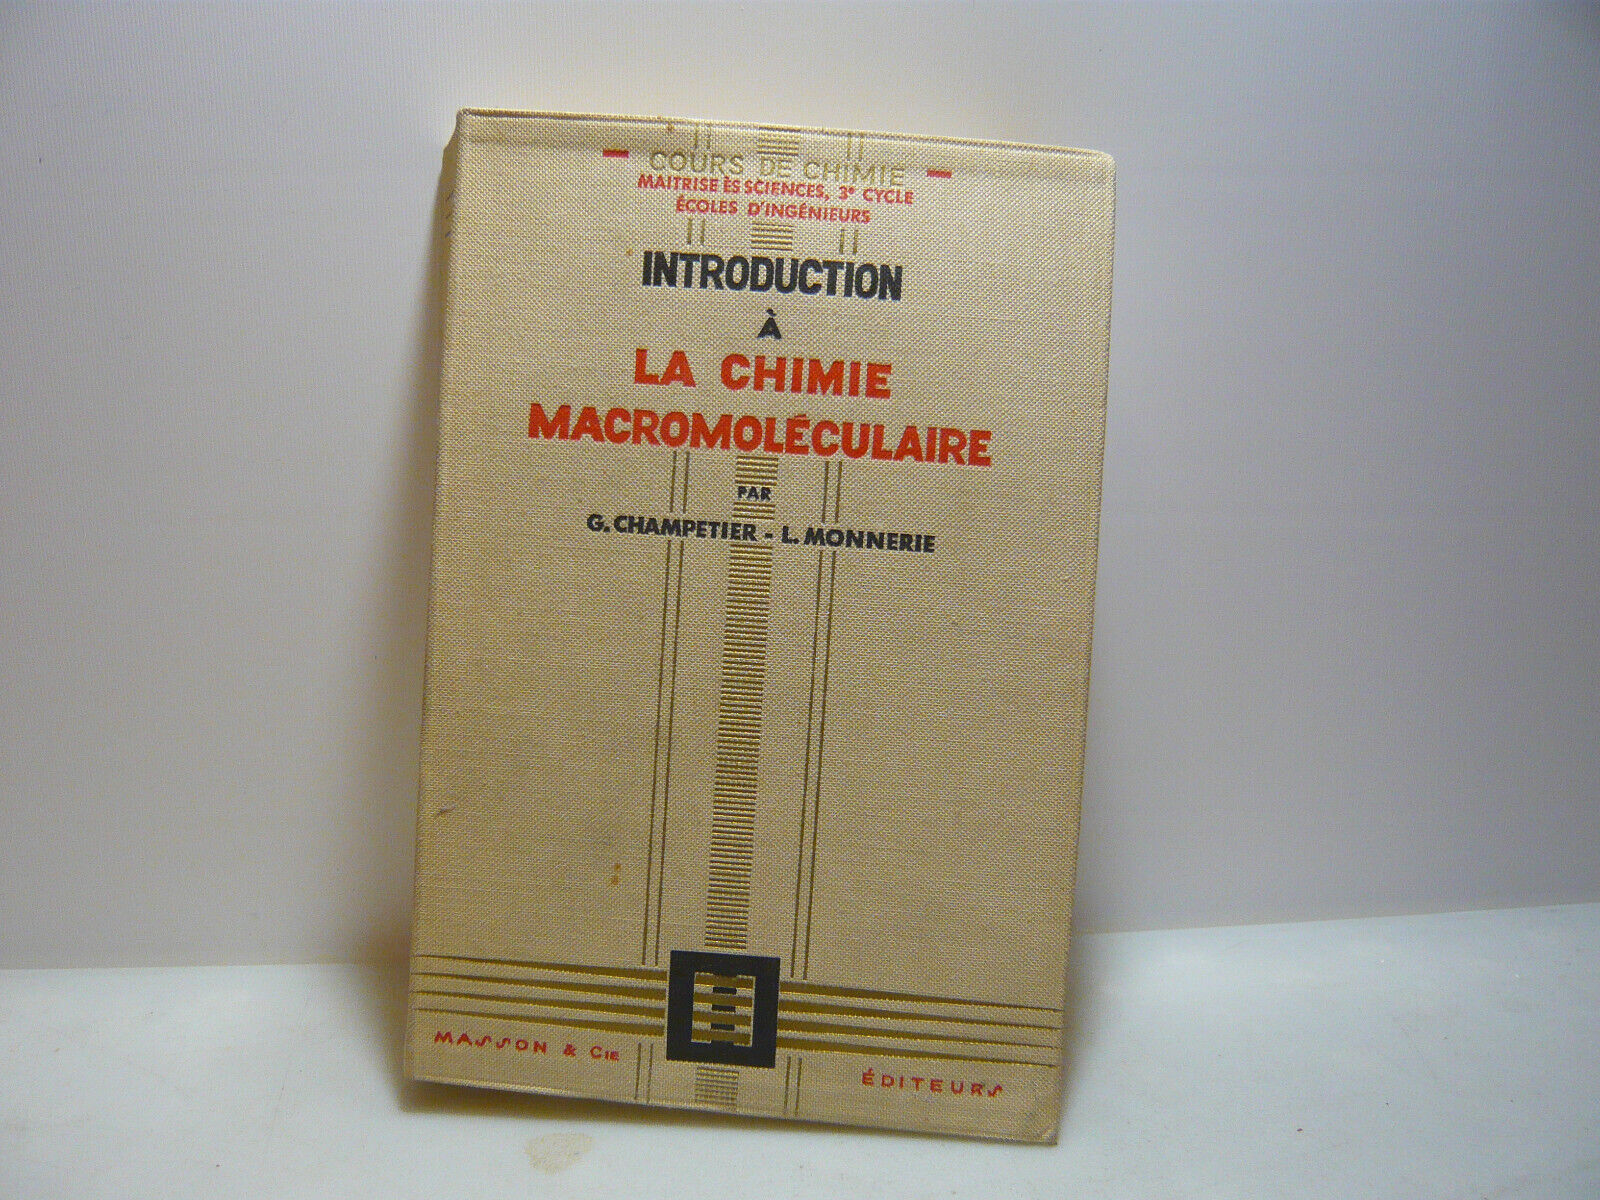 COURS DE CHIMIE
MAITRISE ÈS SCIENCES, 3e CYCLE
ÉCOLES D'INGÉNIEURS
INTRODUCTION
À
LA CHIMIE
MACROMOLÉCULAIRE
PAR
G. CHAMPETIER - L. MONNERIE
MASSON & CIE
ÉDITEURS